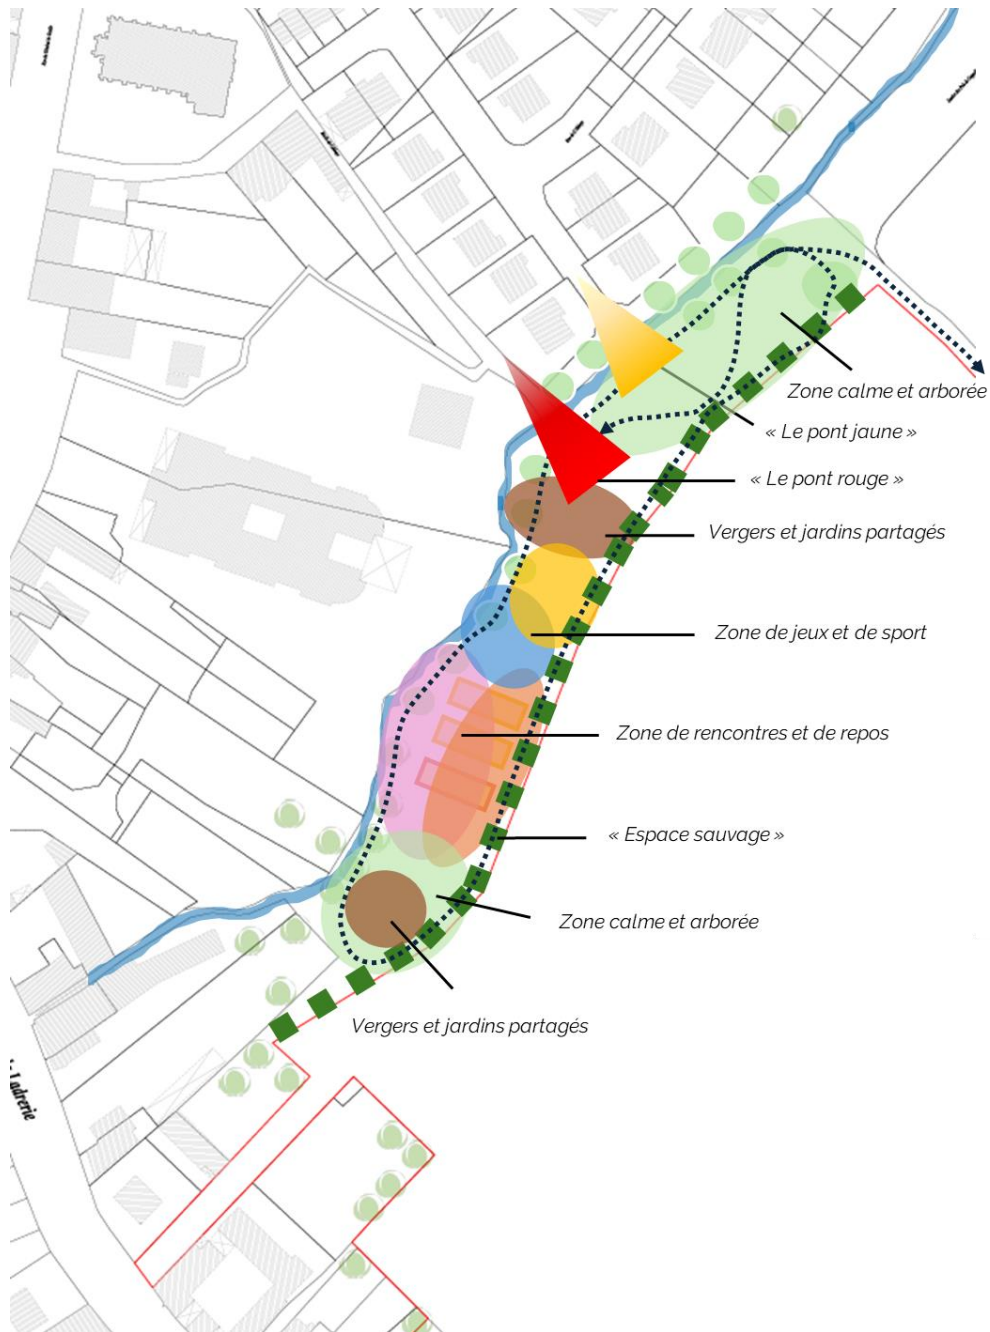 Zone calme et arborée
« Le pont jaune »
« Le pont rouge »
Vergers et jardins partagés
Zone de jeux et de sport
Zone de rencontres et de repos
« Espace sauvage »
Zone calme et arborée
Vergers et jardins partagés
Ladrerie